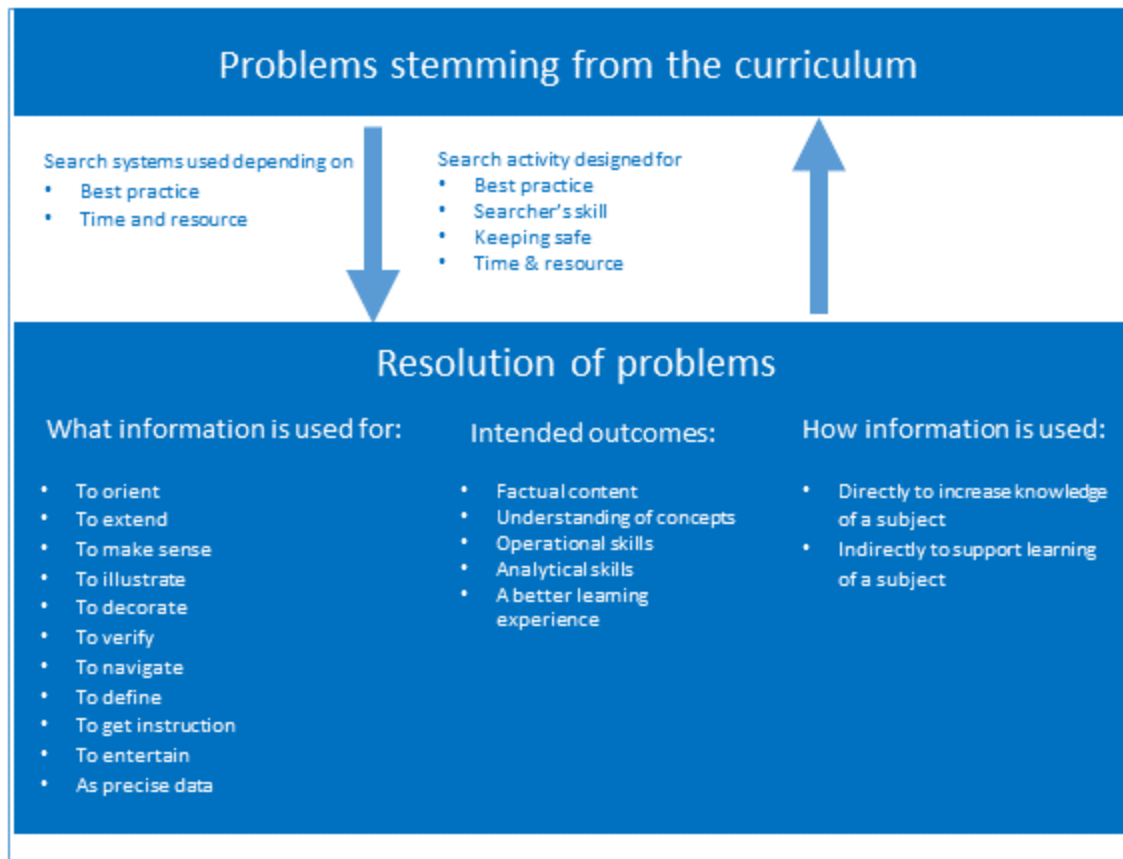 Problems stemming from the curriculum
Search systems used depending on
• Best practice
• Time and resource
Search activity designed for
• Best practice
• Searcher's skill
• Keeping safe
• Time & resource
Resolution of problems
What information is used for:
• To orient
• To extend
• To make sense
• To illustrate
• To decorate
• To verify
• To navigate
• To define
• To get instruction
• To entertain
• As precise data
Intended outcomes:
• Factual content
• Understanding of concepts
• Operational skills
• Analytical skills
• A better learning
experience
How information is used:
• Directly to increase knowledge
of a subject
• Indirectly to support learning
of a subject